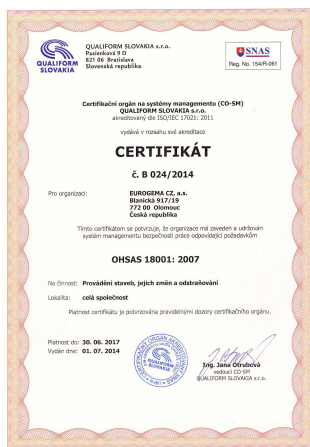 QUALIFORM
SLOVAKIA
QUALIFORM SLOVAKIA s.r.o.
Pasienková 9 D
821 06 Bratislava
Slovenská republika
SNAS
Reg. No. 154/R-061
Certifikační orgán na systémy managementu (CO-SM)
QUALIFORM SLOVAKIA s.r.o.
akreditovaný dle ISO/IEC 17021: 2011
vydává v rozsahu své akreditace
CERTIFIKÁT
č. B 024/2014
Pro organizaci: EUROGEMA CZ, a.s.
Blanická 917/19
772 00 Olomouc
Česká republika
Tímto certifikátem se potvrzuje, že organizace má zaveden a udržován
systém managementu bezpečnosti práce odpovídající požadavkům
OHSAS 18001: 2007
Na činnost: Provádění staveb, jejich změn a odstraňování
Lokalita: celá společnost
Platnost certifikátu je potvrzována pravidelnými dozory certifikačního orgánu.
Platnost do: 30. 06. 2017
Vydán dne: 01. 07. 2014
Ing. Jana Otrubová
vedoucí CO-SM
QUALIFORM SLOVAKIA s.r.o.